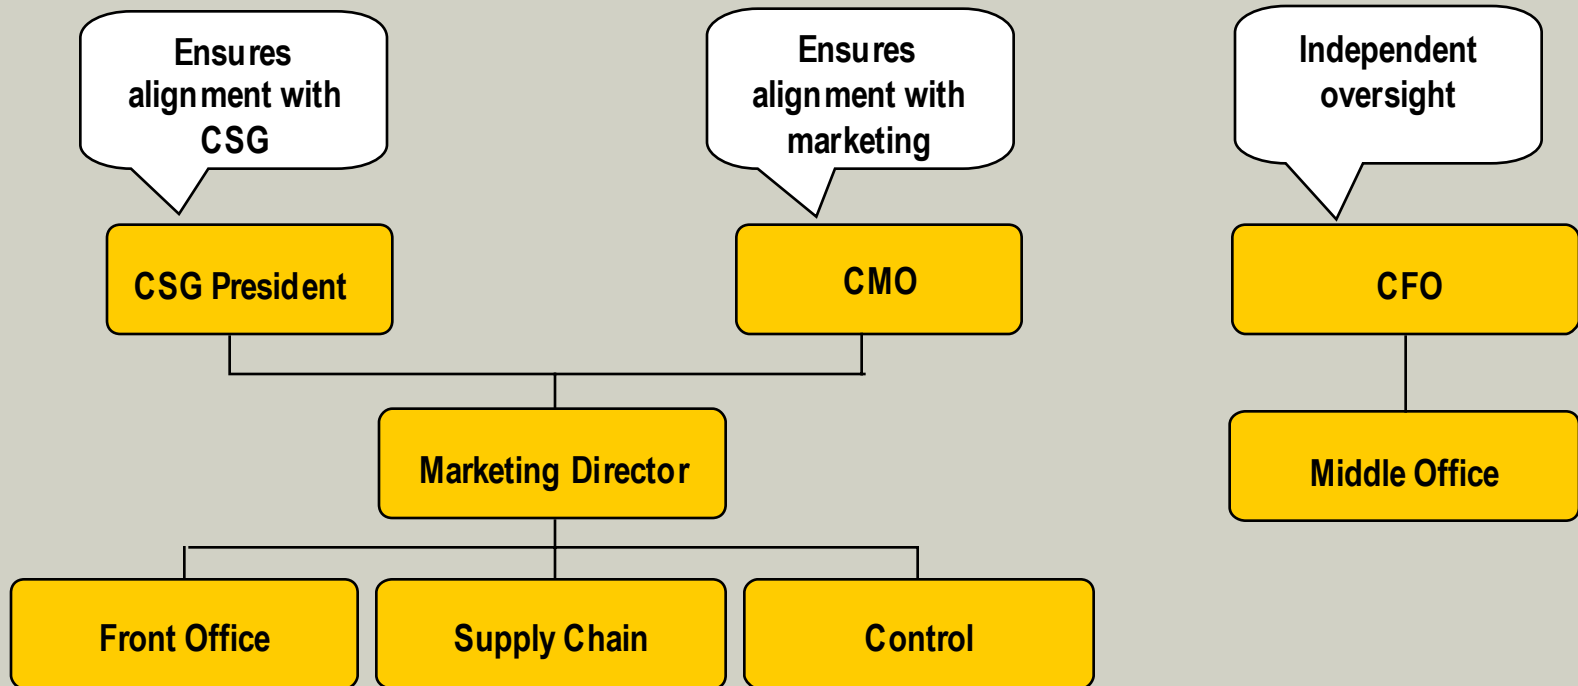 Ensures
alignment with
CSG
Ensures
alignment with
marketing
Independent
oversight
CSG President
CMO
CFO
Marketing Director
Middle Office
Front Office
Supply Chain
Control